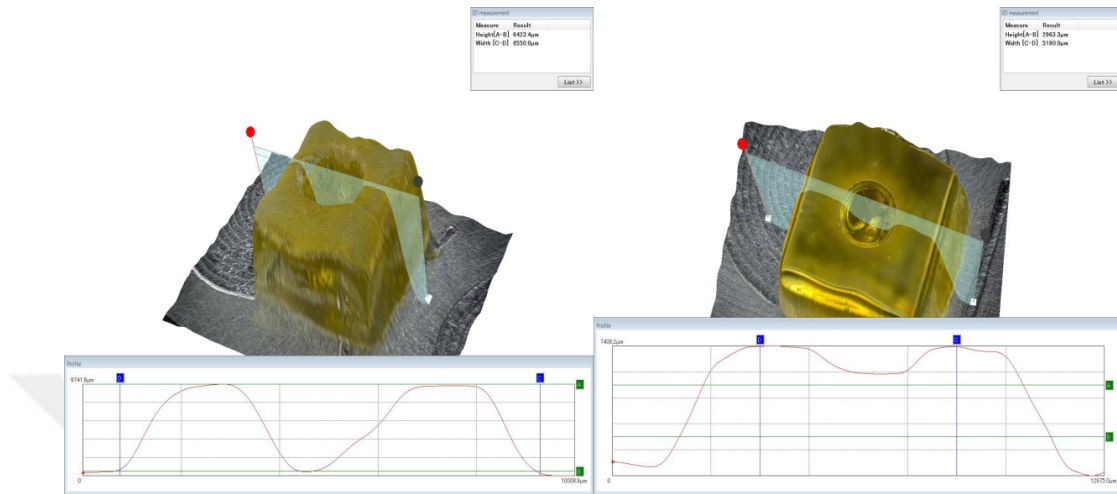 3D measurement
Measure Result
Height[A-B] 6423.4μm
Width [C-D] 8550.0μm
List >>
Profile
6741.9μm
D
C
A
B
0
10008.9μm
3D measurement
Measure Result
Height[A-B] 2963.3μm
Width [C-D] 5190.0μm
List >>
Profile
7408.2μm
D
C
A
B
0
12975.0μm